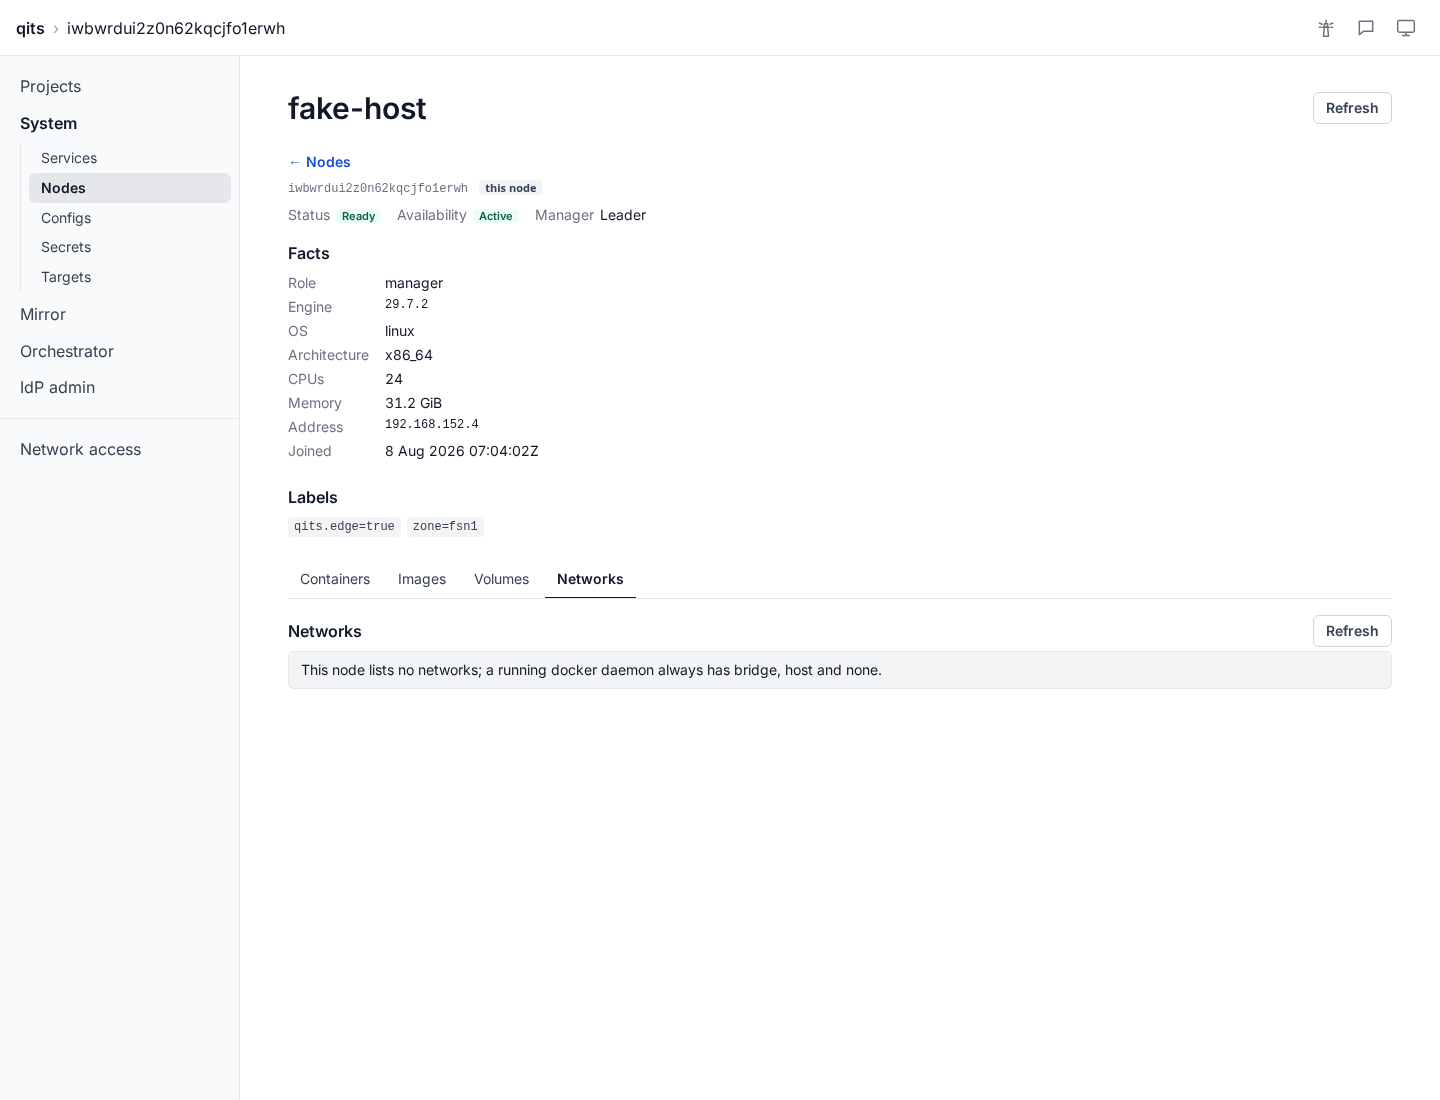 qits › iwbwrdui2z0n62kqcjfo1erwh
Projects
System
Services
Nodes
Configs
Secrets
Targets
Mirror
Orchestrator
IdP admin
Network access
fake-host
Refresh
← Nodes
iwbwrdui2z0n62kqcjfo1erwh this node
Status Ready Availability Active Manager Leader
Facts
Role manager
Engine 29.7.2
OS linux
Architecture x86_64
CPUs 24
Memory 31.2 GiB
Address 192.168.152.4
Joined 8 Aug 2026 07:04:02Z
Labels
qits.edge=true zone=fsn1
Containers Images Volumes Networks
Networks
Refresh
This node lists no networks; a running docker daemon always has bridge, host and none.